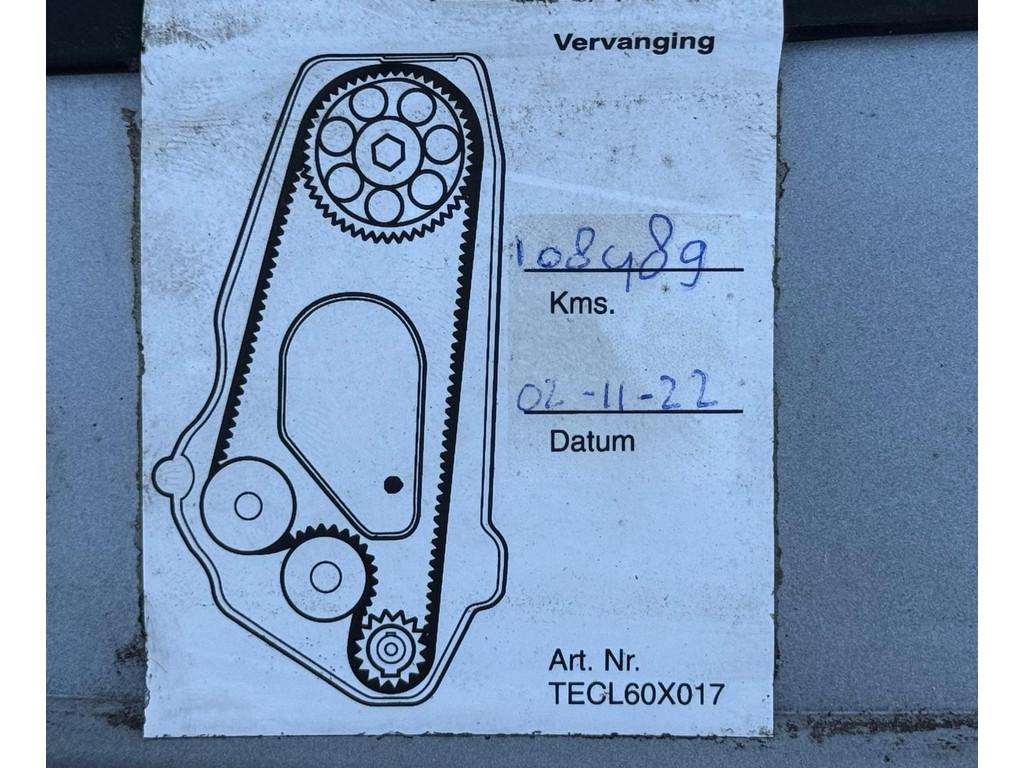 Vervanging
108489
Kms.
02-11-22
Datum
Art. Nr.
TECL60X017